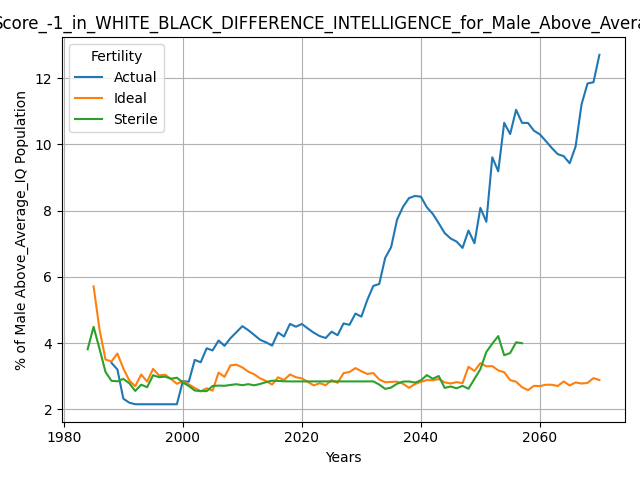 Score_-1_in_WHITE_BLACK_DIFFERENCE_INTELLIGENCE_for_Male_Above_Avera
Fertility
Actual
Ideal
Sterile
% of Male Above_Average_IQ Population
12
10
8
6
4
2
1980 2000 2020 2040 2060
Years